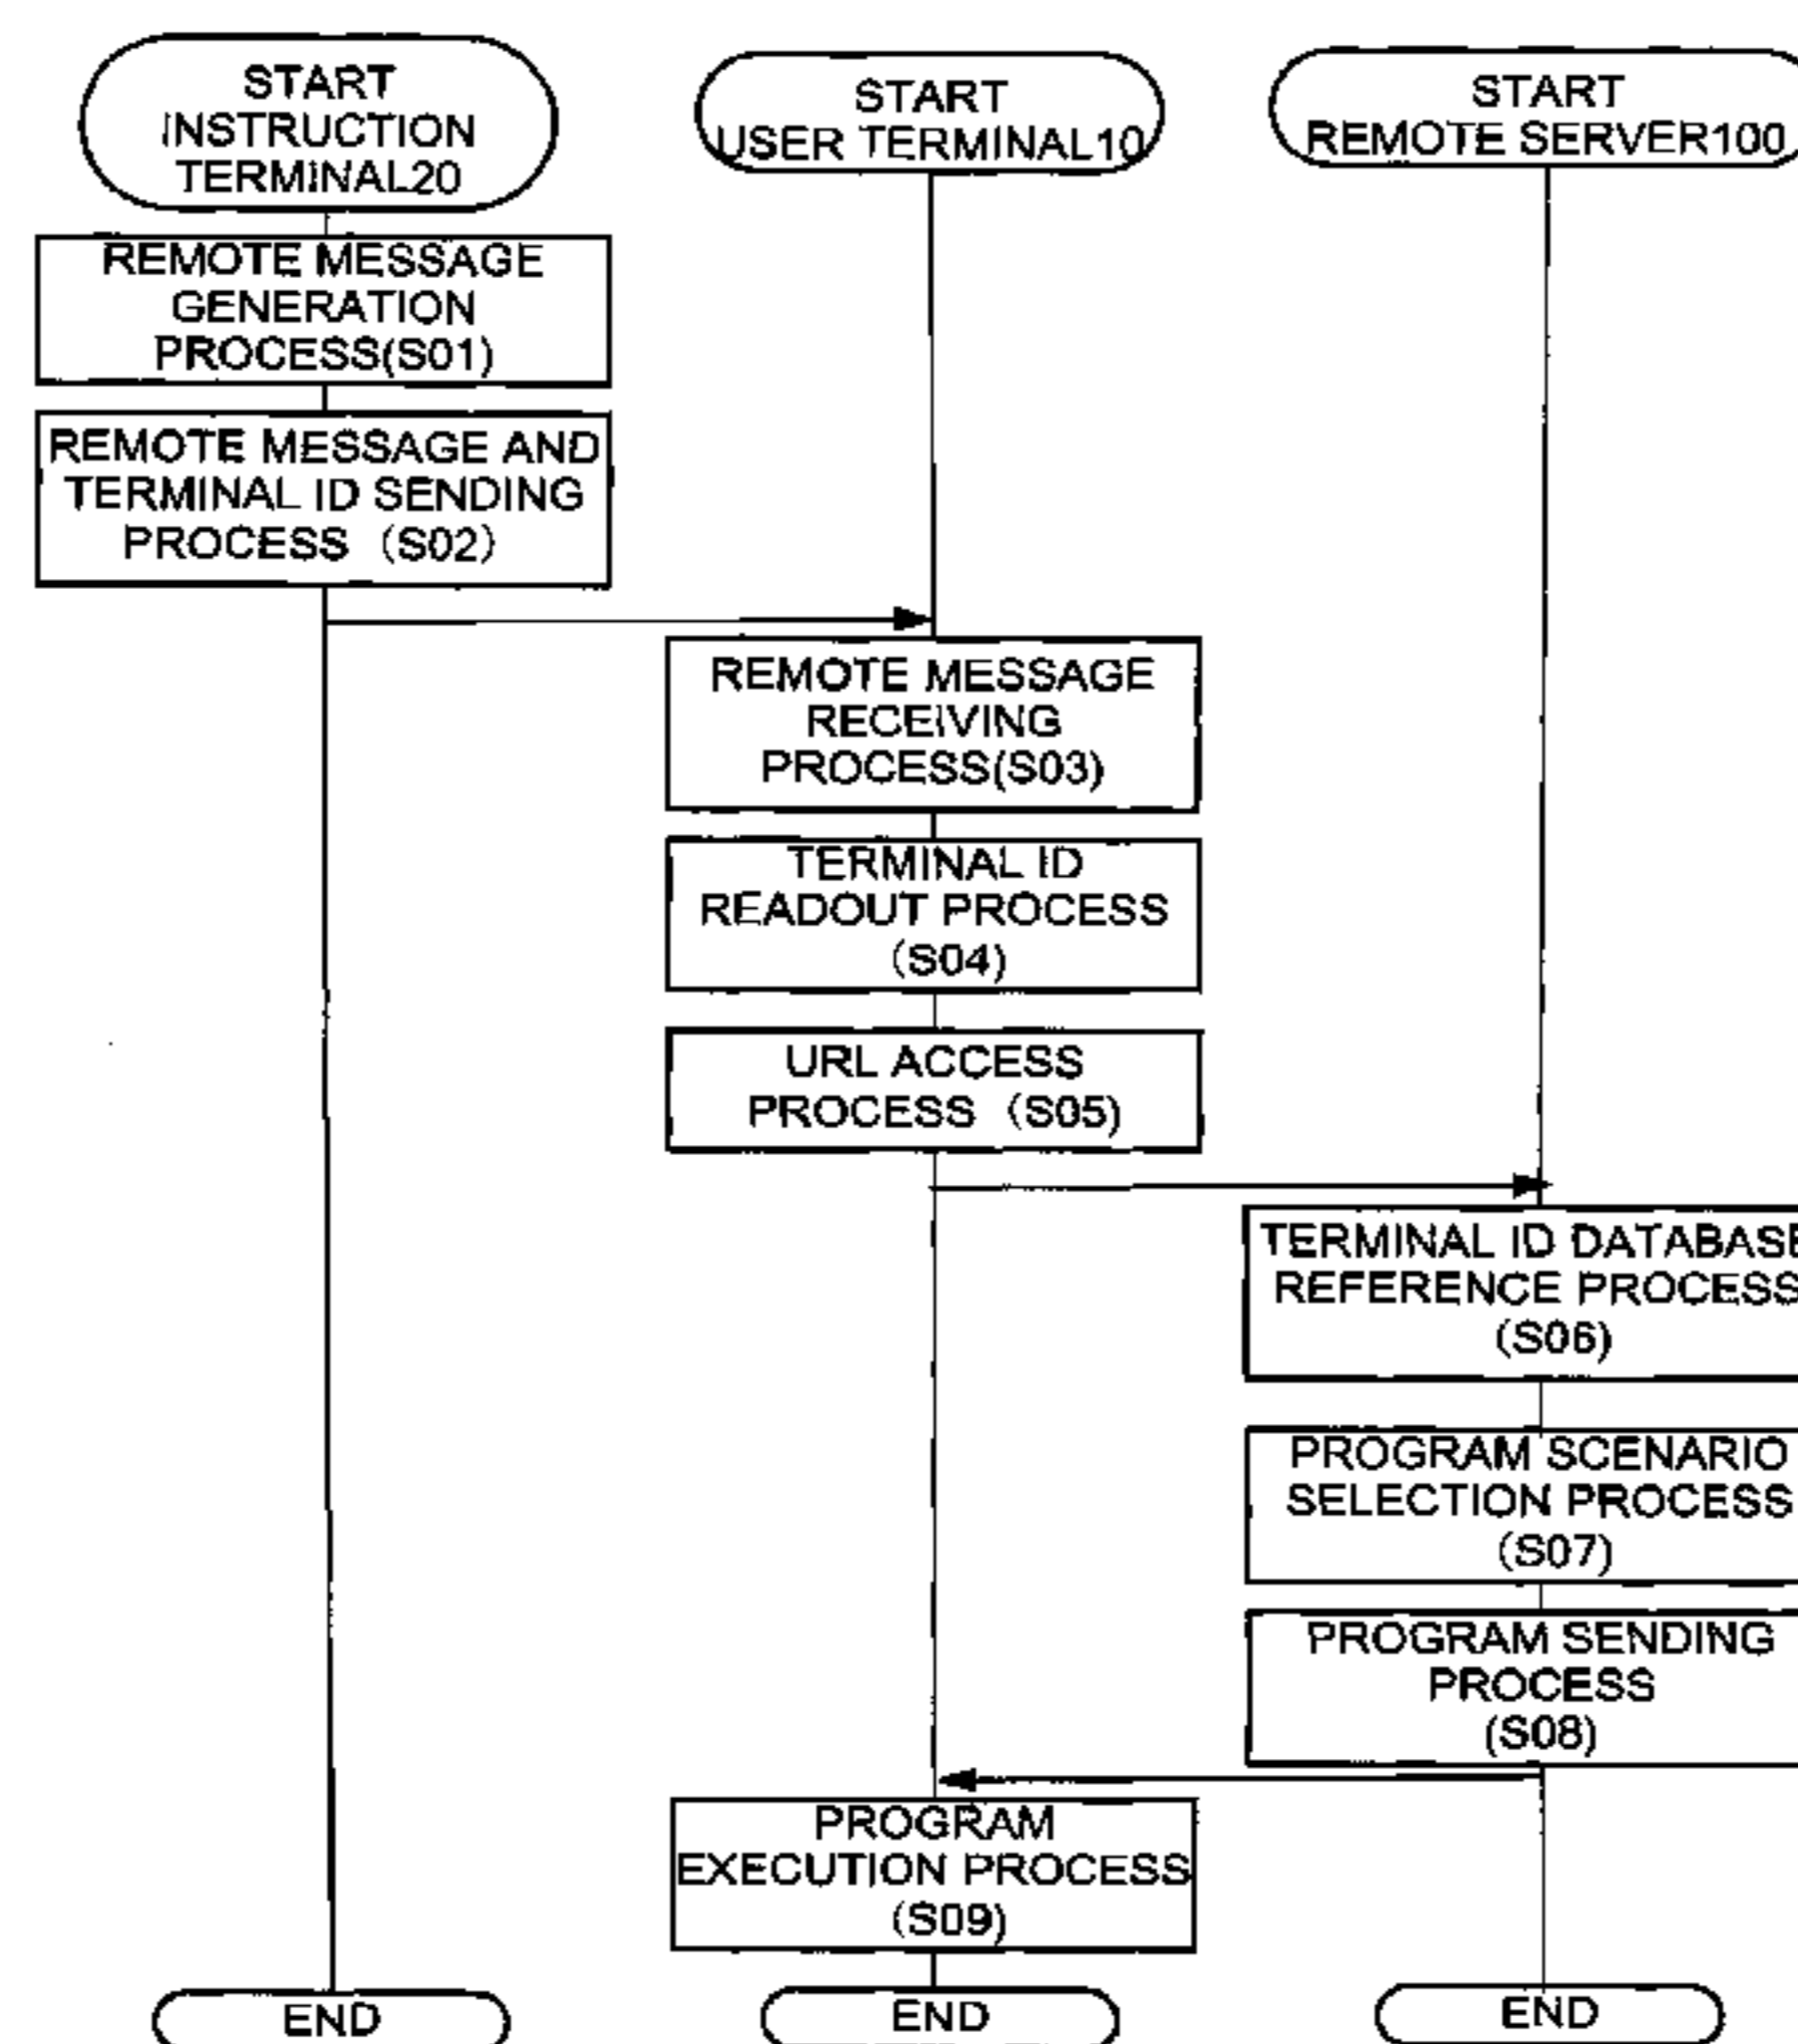 START
INSTRUCTION
TERMINAL20
REMOTE MESSAGE
GENERATION
PROCESS(S01)
REMOTE MESSAGE AND
TERMINAL ID SENDING
PROCESS (S02)
END
START
USER TERMINAL10
REMOTE MESSAGE
RECEIVING
PROCESS(S03)
TERMINAL ID
READOUT PROCESS
(S04)
URL ACCESS
PROCESS (S05)
PROGRAM
EXECUTION PROCESS
(S09)
END
START
REMOTE SERVER100
TERMINAL ID DATABASE
REFERENCE PROCESS
(S06)
PROGRAM SCENARIO
SELECTION PROCESS
(S07)
PROGRAM SENDING
PROCESS
(S08)
END